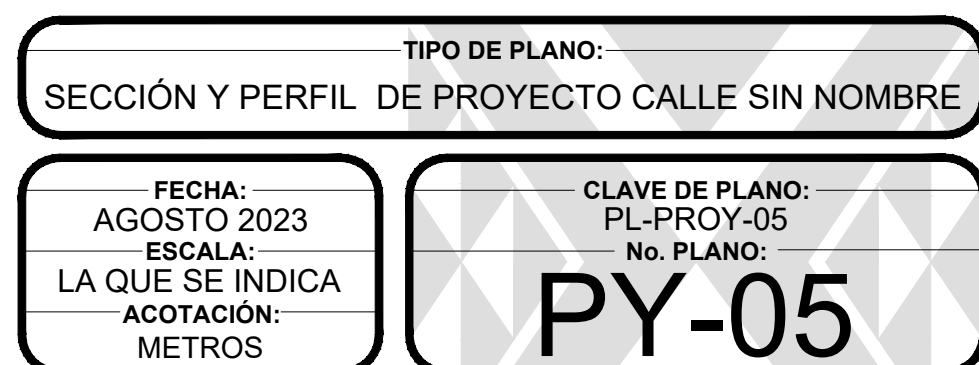 TIPO DE PLANO:
SECCIÓN Y PERFIL DE PROYECTO CALLE SIN NOMBRE
FECHA:
AGOSTO 2023
ESCALA:
LA QUE SE INDICA
ACOTACIÓN:
METROS
CLAVE DE PLANO:
PL-PROY-05
No. PLANO:
PY-05